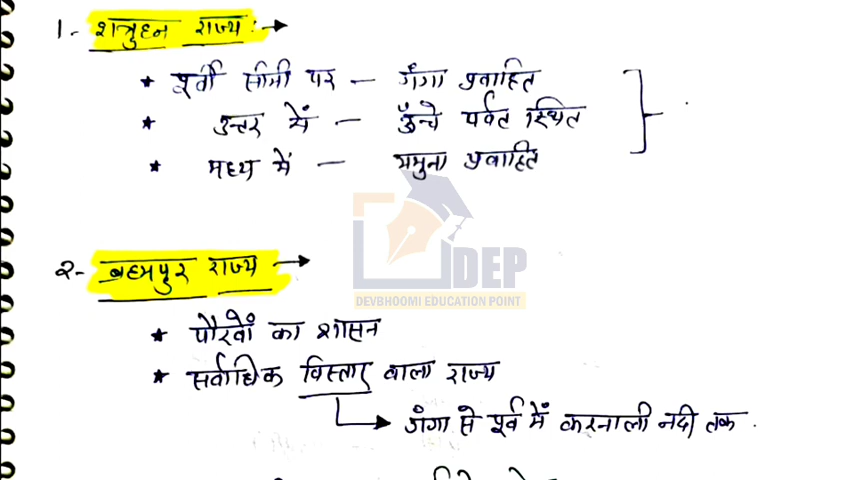 1- शत्रुघ्न राज्य :→
* पूर्वी सीमा पर — गंगा प्रवाहित
* उत्तर में — ऊँचे पर्वत स्थित
* मध्य में — यमुना प्रवाहित
DEP
DEVBHOOMI EDUCATION POINT
२- ब्रह्मपुर राज्य →
* पौरवों का शासन
* सर्वाधिक विस्तार वाला राज्य
→ गंगा से पूर्व में करनाली नदी तक .